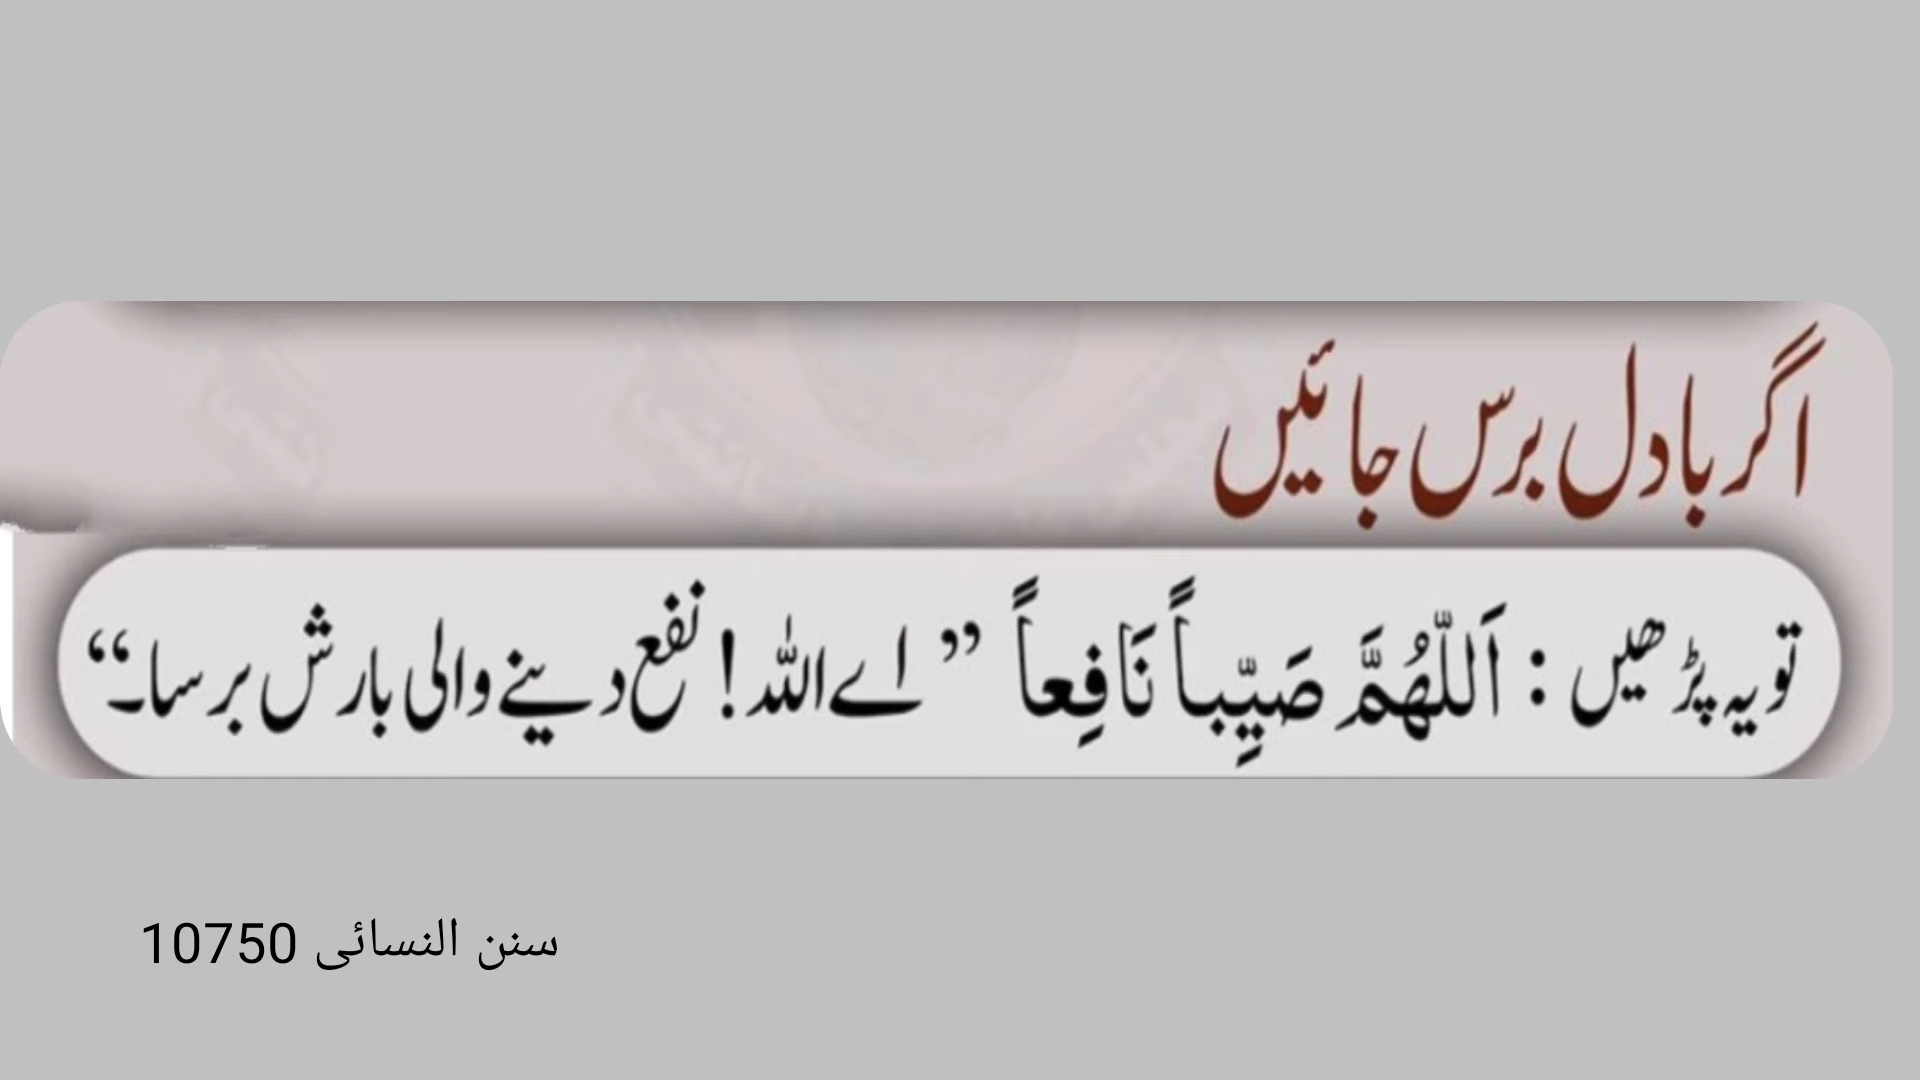 اگر بادل برس جائیں
تو یہ پڑھیں : اَللّٰهُمَّ صَيِّباً نَافِعاً ” اے اللہ! نفع دینے والی بارش برسا۔“
سنن النسائی 10750